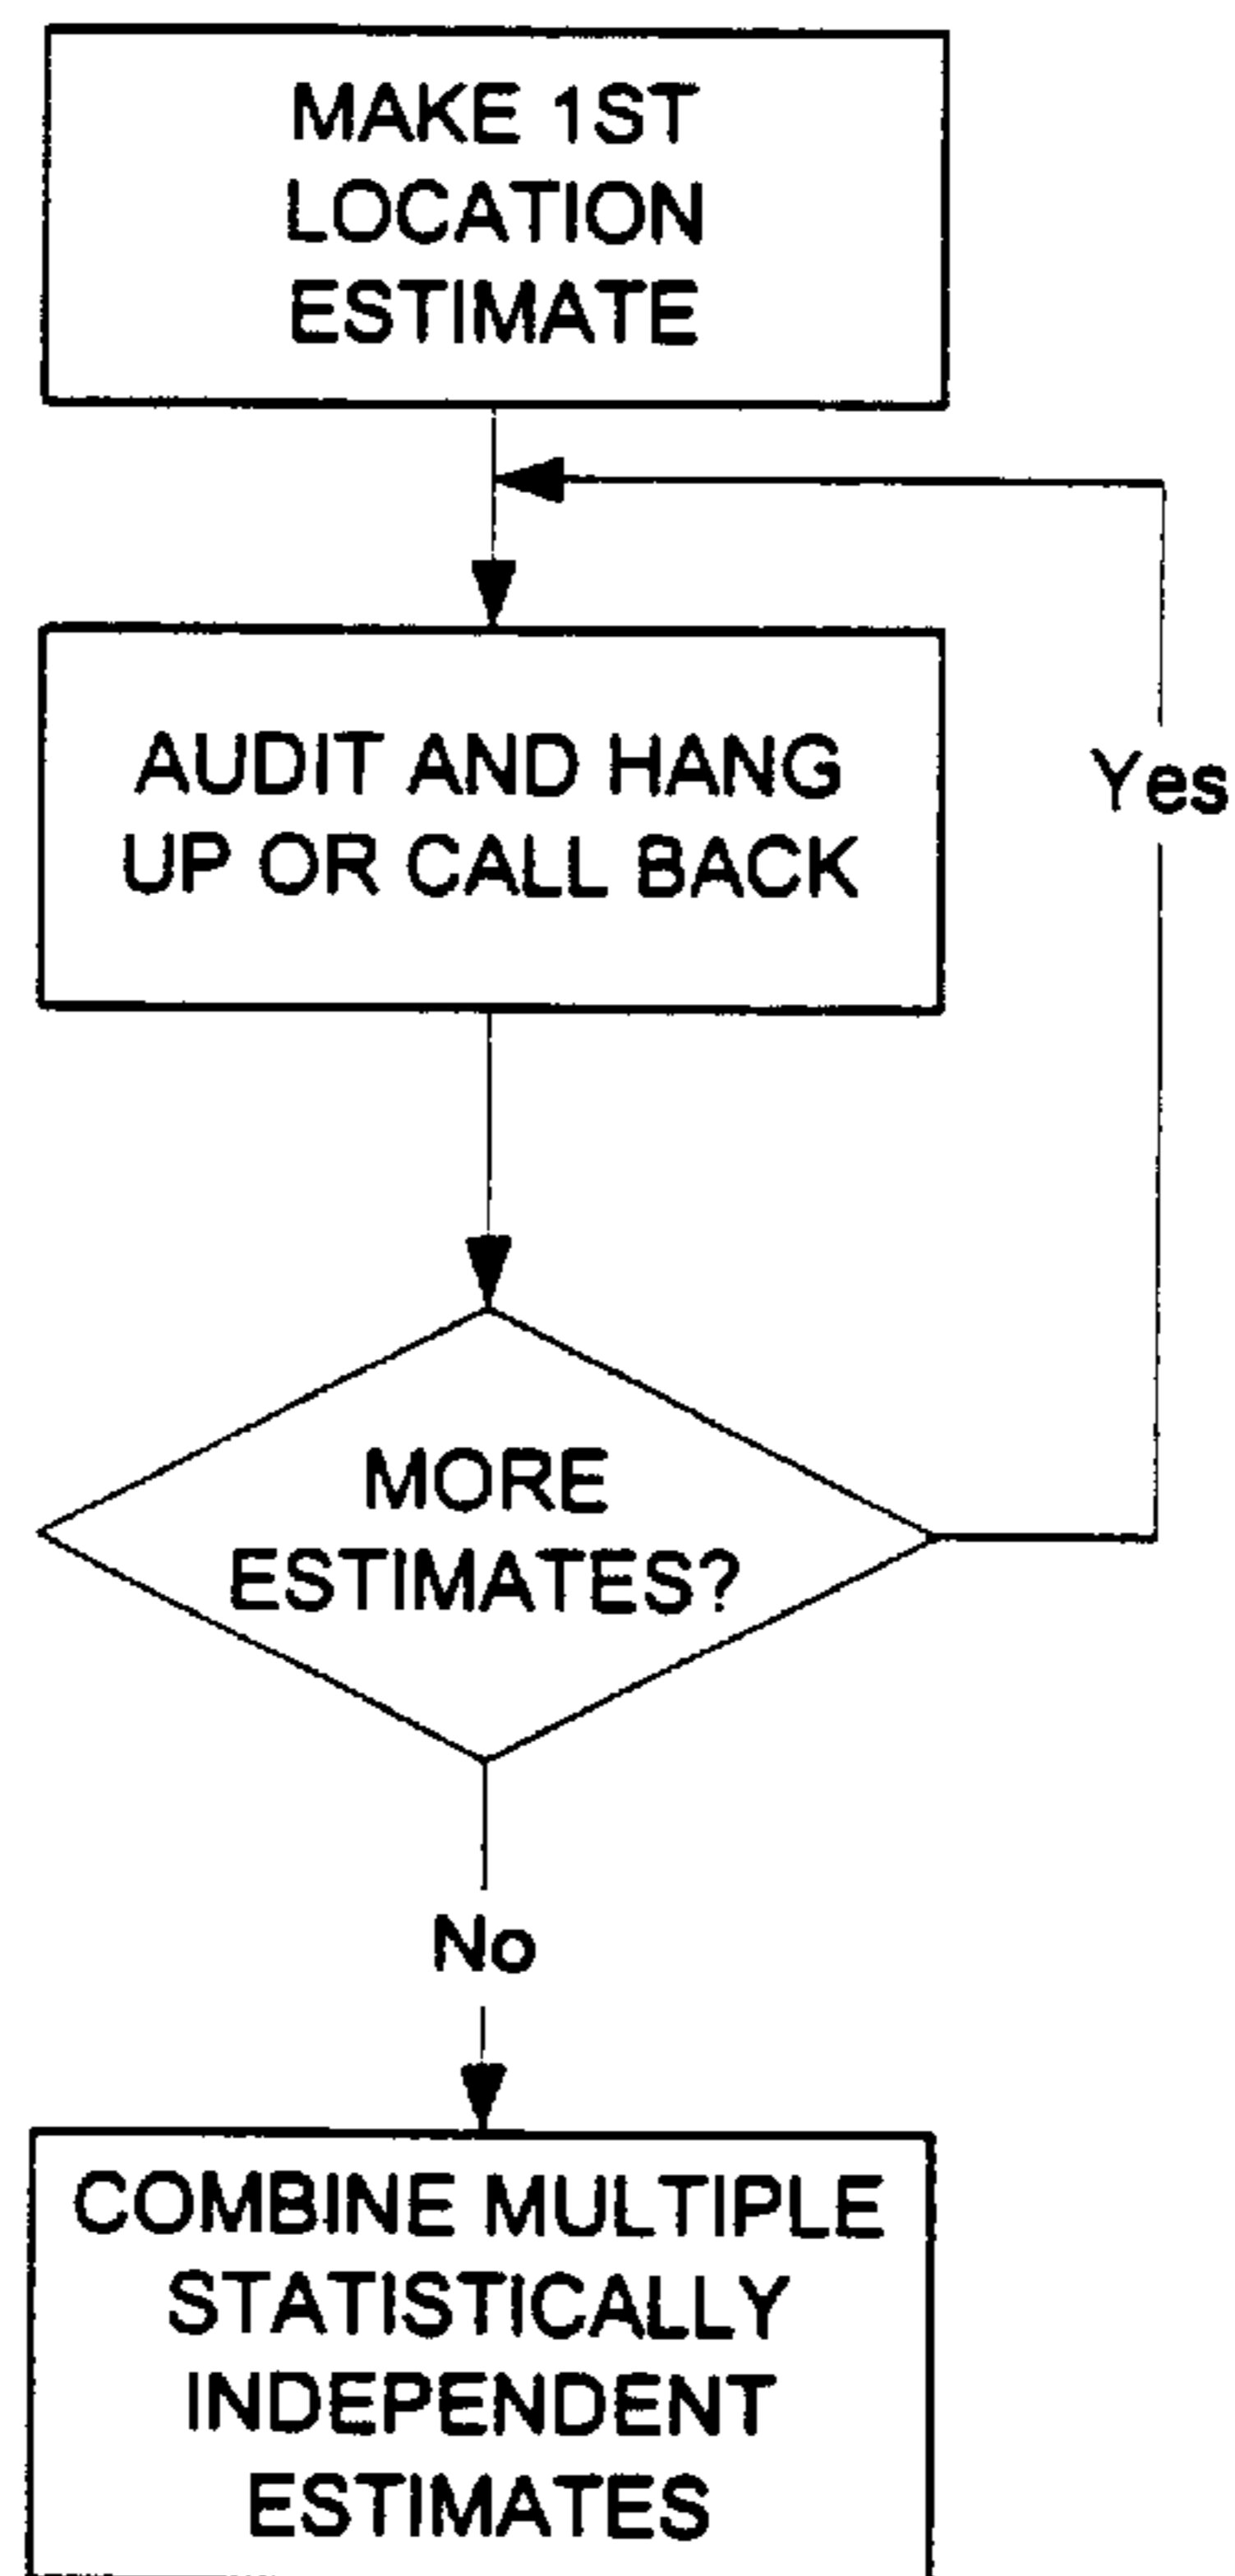 MAKE 1ST
LOCATION
ESTIMATE
AUDIT AND HANG
UP OR CALL BACK
Yes
MORE
ESTIMATES?
No
COMBINE MULTIPLE
STATISTICALLY
INDEPENDENT
ESTIMATES